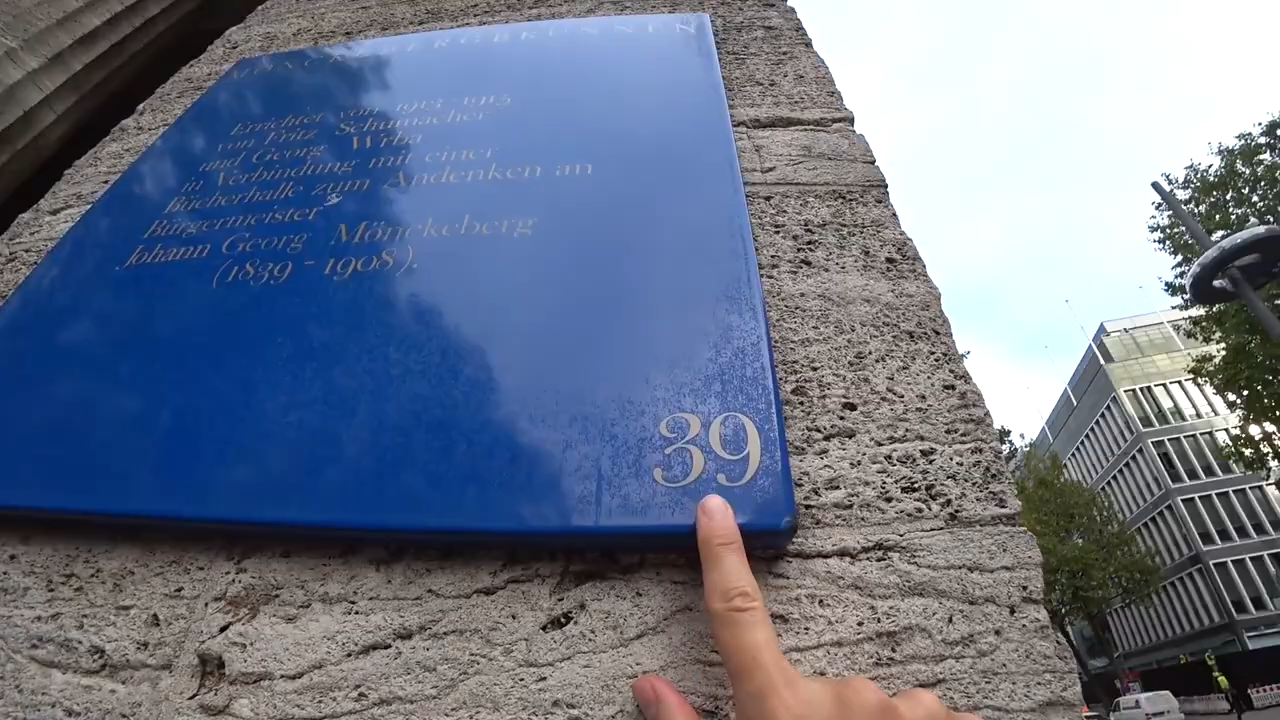 MÖNCKEBERGBRUNNEN
Errichtet von 1913-1915
von Fritz Schumacher
und Georg Wrba
in Verbindung mit einer
Bücherhalle zum Andenken an
Bürgermeister
Johann Georg Mönckeberg
(1839 - 1908).
39